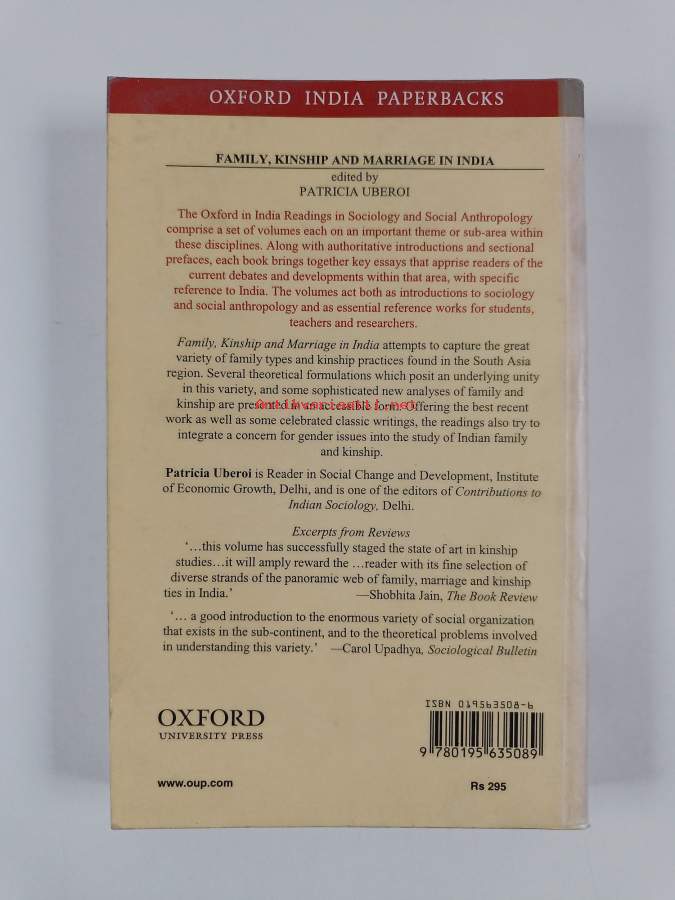 OXFORD INDIA PAPERBACKS
FAMILY, KINSHIP AND MARRIAGE IN INDIA
edited by
PATRICIA UBEROI
The Oxford in India Readings in Sociology and Social Anthropology
comprise a set of volumes each on an important theme or sub-area within
these disciplines. Along with authoritative introductions and sectional
prefaces, each book brings together key essays that apprise readers of the
current debates and developments within that area, with specific
reference to India. The volumes act both as introductions to sociology
and social anthropology and as essential reference works for students,
teachers and researchers.
Family, Kinship and Marriage in India attempts to capture the great
variety of family types and kinship practices found in the South Asia
region. Several theoretical formulations which posit an underlying unity
in this variety, and some sophisticated new analyses of family and
kinship are presented in an accessible form. Offering the best recent
work as well as some celebrated classic writings, the readings also try to
integrate a concern for gender issues into the study of Indian family
and kinship.
Patricia Uberoi is Reader in Social Change and Development, Institute
of Economic Growth, Delhi, and is one of the editors of Contributions to
Indian Sociology, Delhi.
Excerpts from Reviews
‘…this volume has successfully staged the state of art in kinship
studies…it will amply reward the …reader with its fine selection of
diverse strands of the panoramic web of family, marriage and kinship
ties in India.’ —Shobhita Jain, The Book Review
‘… a good introduction to the enormous variety of social organization
that exists in the sub-continent, and to the theoretical problems involved
in understanding this variety.’ —Carol Upadhya, Sociological Bulletin
ISBN 019563508-6
OXFORD
UNIVERSITY PRESS
9 780195 635089
www.oup.com
Rs 295